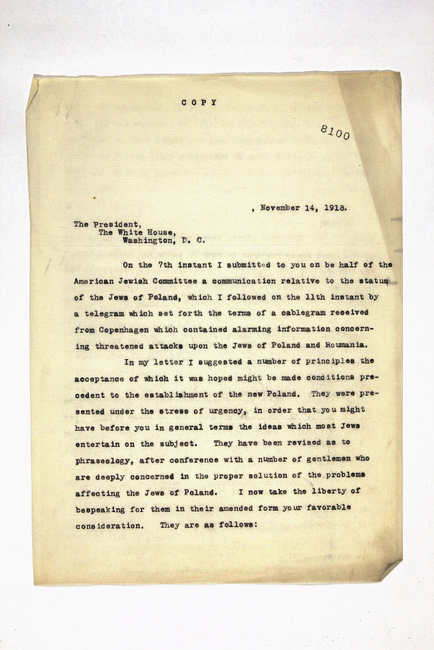 COPY
8100
, November 14, 1918.
The President,
The White House,
Washington, D. C.
On the 7th instant I submitted to you on be half of the
American Jewish Committee a communication relative to the status
of the Jews of Poland, which I followed on the 11th instant by
a telegram which set forth the terms of a cablegram received
from Copenhagen which contained alarming information concern-
ing threatened attacks upon the Jews of Poland and Roumania.
In my letter I suggested a number of principles the
acceptance of which it was hoped might be made conditions pre-
cedent to the establishment of the new Poland. They were pre-
sented under the stress of urgency, in order that you might
have before you in general terms the ideas which most Jews
entertain on the subject. They have been revised as to
phraseology, after conference with a number of gentlemen who
are deeply concerned in the proper solution of the problems
affecting the Jews of Poland. I now take the liberty of
bespeaking for them in their amended form your favorable
consideration. They are as follows: